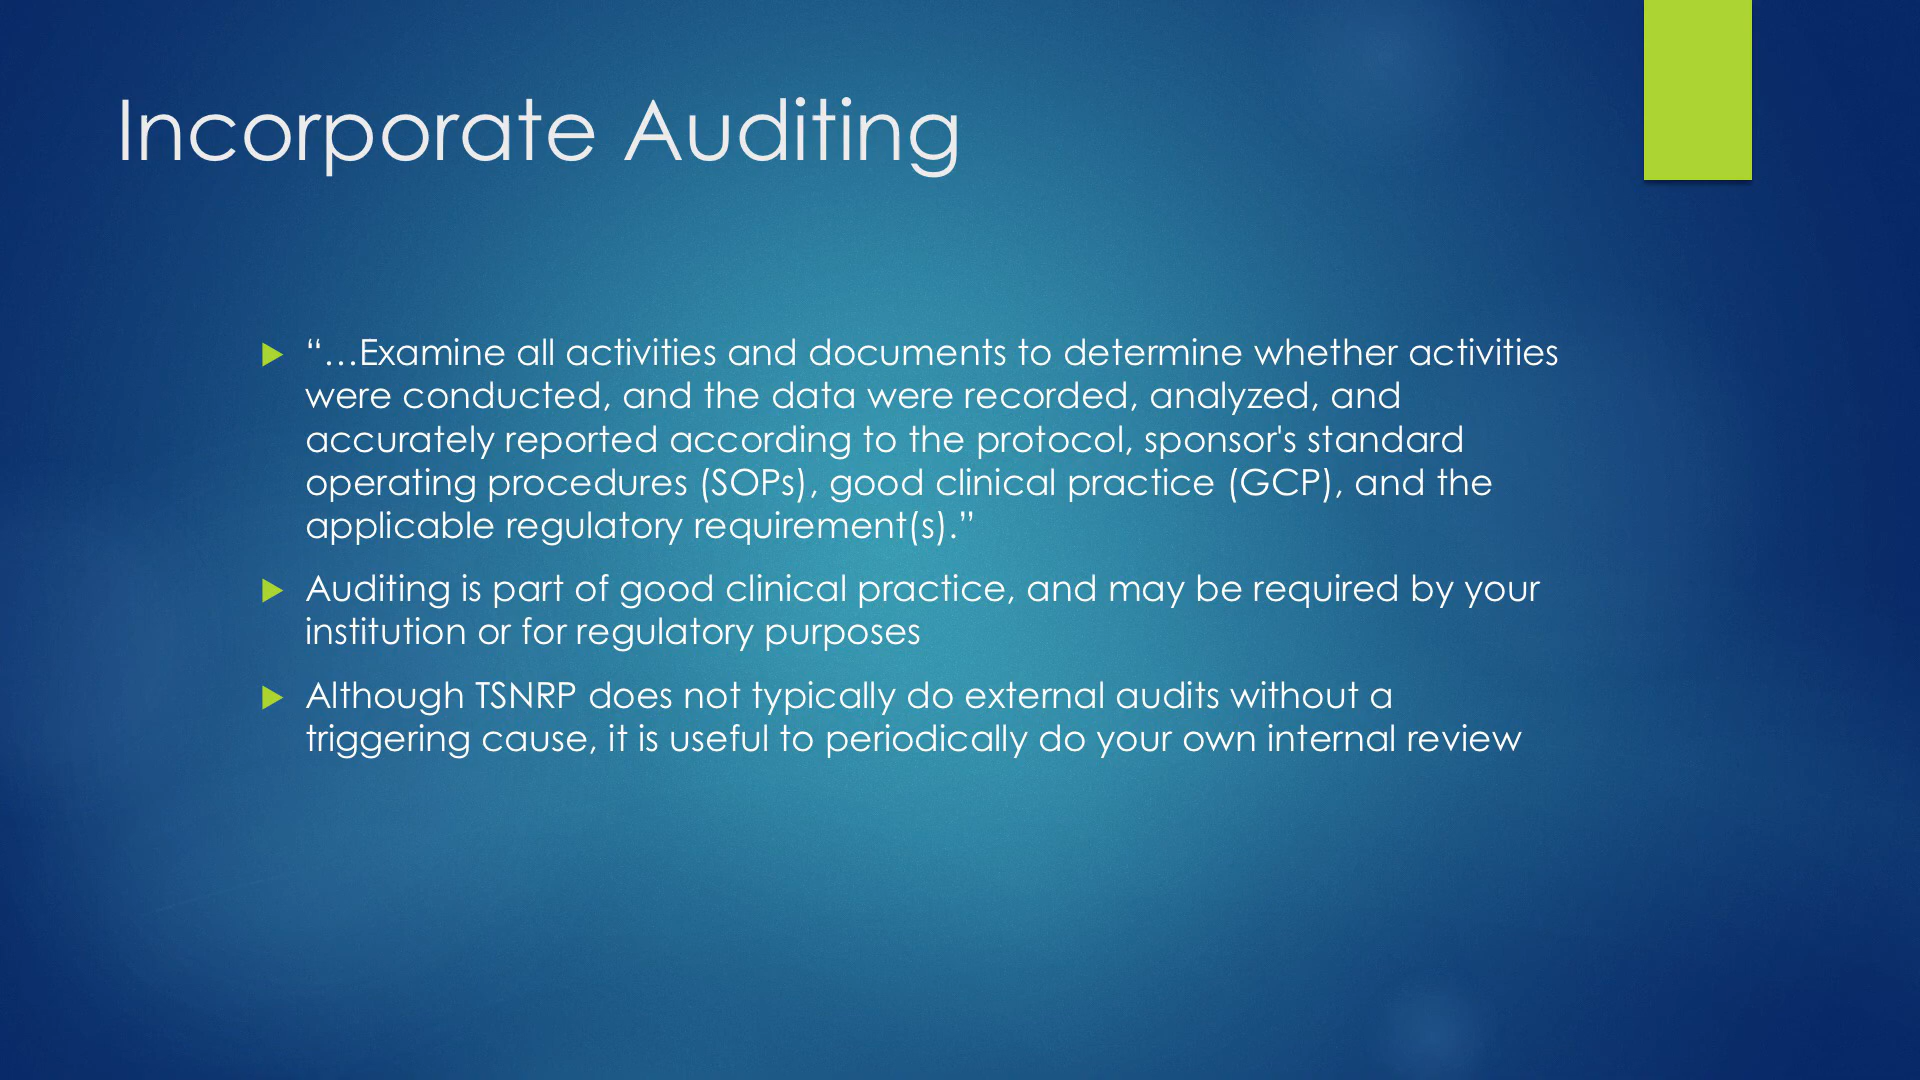 Incorporate Auditing
“…Examine all activities and documents to determine whether activities
were conducted, and the data were recorded, analyzed, and
accurately reported according to the protocol, sponsor's standard
operating procedures (SOPs), good clinical practice (GCP), and the
applicable regulatory requirement(s).”
Auditing is part of good clinical practice, and may be required by your
institution or for regulatory purposes
Although TSNRP does not typically do external audits without a
triggering cause, it is useful to periodically do your own internal review